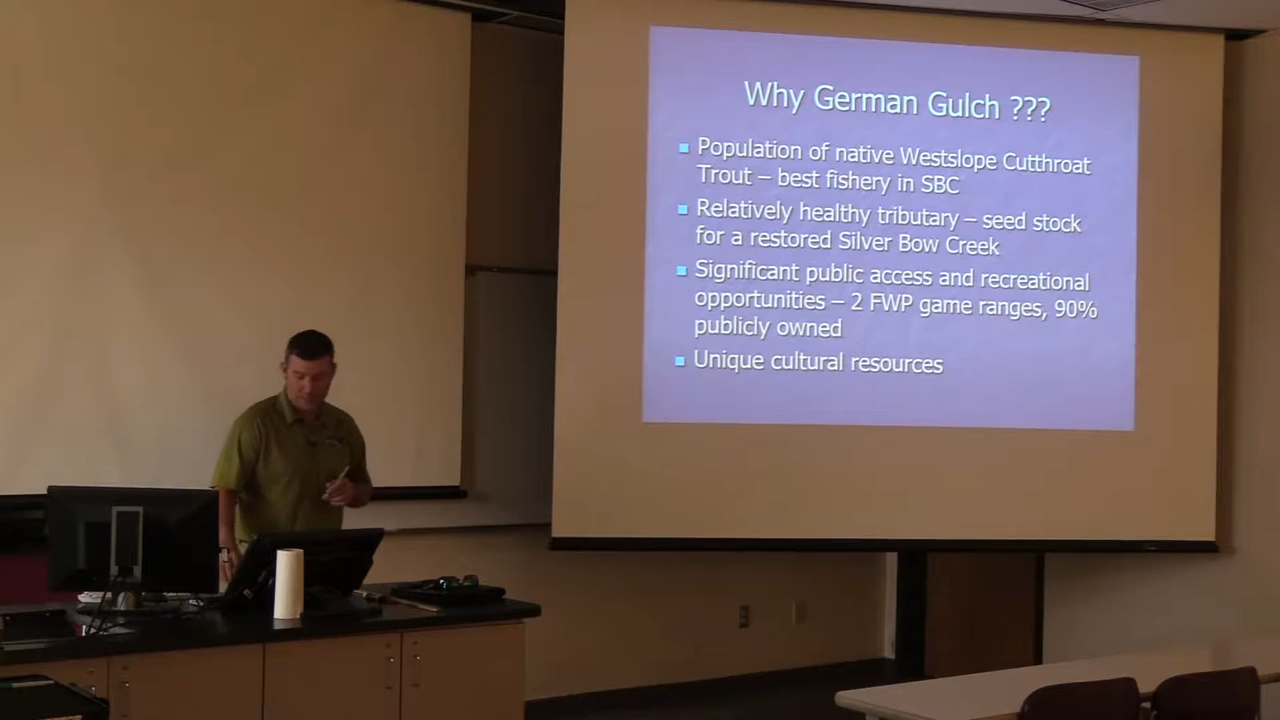 Why German Gulch ???
Population of native Westslope Cutthroat
Trout – best fishery in SBC
Relatively healthy tributary – seed stock
for a restored Silver Bow Creek
Significant public access and recreational
opportunities – 2 FWP game ranges, 90%
publicly owned
Unique cultural resources